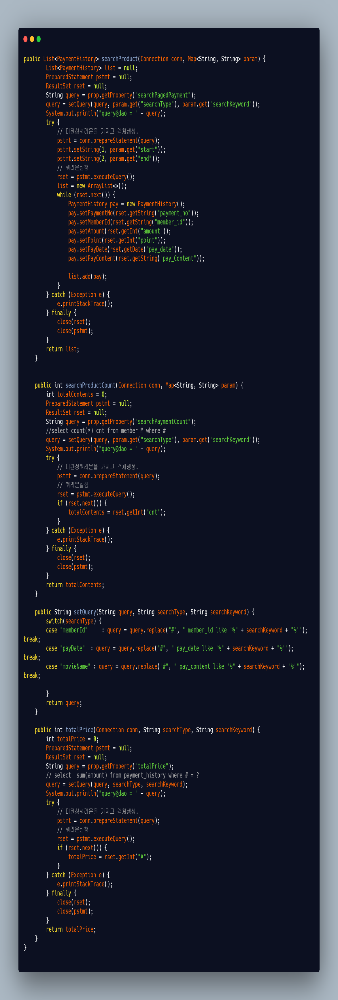 public List<PaymentHistory> searchProduct(Connection conn, Map<String, String> param) {
        List<PaymentHistory> list = null;
        PreparedStatement pstmt = null;
        ResultSet rset = null;
        String query = prop.getProperty("searchPagedPayment");
        query = setQuery(query, param.get("searchType"), param.get("searchKeyword"));
        System.out.println("query@dao = " + query);
        try {
            // 미완성쿼리문을 가지고 객체생성.
            pstmt = conn.prepareStatement(query);
            pstmt.setString(1, param.get("start"));
            pstmt.setString(2, param.get("end"));
            // 쿼리문실행
            rset = pstmt.executeQuery();
            list = new ArrayList<>();
            while (rset.next()) {
                PaymentHistory pay = new PaymentHistory();
                pay.setPaymentNo(rset.getString("payment_no"));
                pay.setMemberId(rset.getString("member_id"));
                pay.setAmount(rset.getInt("amount"));
                pay.setPoint(rset.getInt("point"));
                pay.setPayDate(rset.getDate("pay_date"));
                pay.setPayContent(rset.getString("pay_Content"));

                list.add(pay);
            }
        } catch (Exception e) {
            e.printStackTrace();
        } finally {
            close(rset);
            close(pstmt);
        }
        return list;
    }


    public int searchProductCount(Connection conn, Map<String, String> param) {
        int totalContents = 0;
        PreparedStatement pstmt = null;
        ResultSet rset = null;
        String query = prop.getProperty("searchPaymentCount");
        //select count(*) cnt from member M where #
        query = setQuery(query, param.get("searchType"), param.get("searchKeyword"));
        System.out.println("query@dao = " + query);
        try {
            // 미완성쿼리문을 가지고 객체생성.
            pstmt = conn.prepareStatement(query);
            // 쿼리문실행
            rset = pstmt.executeQuery();
            if (rset.next()) {
                totalContents = rset.getInt("cnt");
            }
        } catch (Exception e) {
            e.printStackTrace();
        } finally {
            close(rset);
            close(pstmt);
        }
        return totalContents;
    }

    public String setQuery(String query, String searchType, String searchKeyword) {
        switch(searchType) {
        case "memberId"     : query = query.replace("#", " member_id like '%" + searchKeyword + "%'");
break;
        case "payDate"  : query = query.replace("#", " pay_date like '%" + searchKeyword + "%'");
break;
        case "movieName" : query = query.replace("#", " pay_content like '%" + searchKeyword + "%'");
break;

        }
        return query;
    }

    public int totalPrice(Connection conn, String searchType, String searchKeyword) {
        int totalPrice = 0;
        PreparedStatement pstmt = null;
        ResultSet rset = null;
        String query = prop.getProperty("totalPrice");
        // select  sum(amount) from payment_history where # = ?
        query = setQuery(query, searchType, searchKeyword);
        System.out.println("query@dao = " + query);
        try {
            // 미완성쿼리문을 가지고 객체생성.
            pstmt = conn.prepareStatement(query);
            // 쿼리문실행
            rset = pstmt.executeQuery();
            if (rset.next()) {
                totalPrice = rset.getInt("A");
            }
        } catch (Exception e) {
            e.printStackTrace();
        } finally {
            close(rset);
            close(pstmt);
        }
        return totalPrice;
    }
}